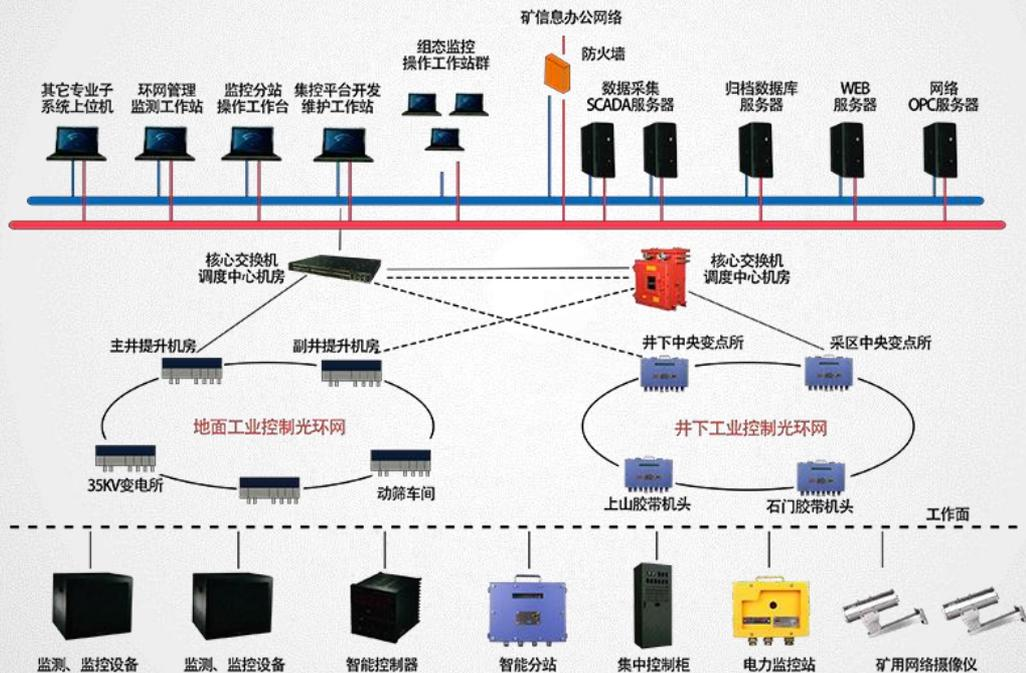 矿信息办公网络
防火墙
组态监控
操作工作站群
其它专业子
系统上位机
环网管理
监测工作站
监控分站
操作工作台
集控平台开发
维护工作站
数据采集
SCADA服务器
归档数据库
服务器
WEB
服务器
网络
OPC服务器
核心交换机
调度中心机房
核心交换机
调度中心机房
主井提升机房
副井提升机房
井下中央变点所
采区中央变点所
地面工业控制光环网
井下工业控制光环网
35KV变电所
动筛车间
上山胶带机头
石门胶带机头
工作面
监测、监控设备
监测、监控设备
智能控制器
智能分站
集中控制柜
电力监控站
矿用网络摄像仪